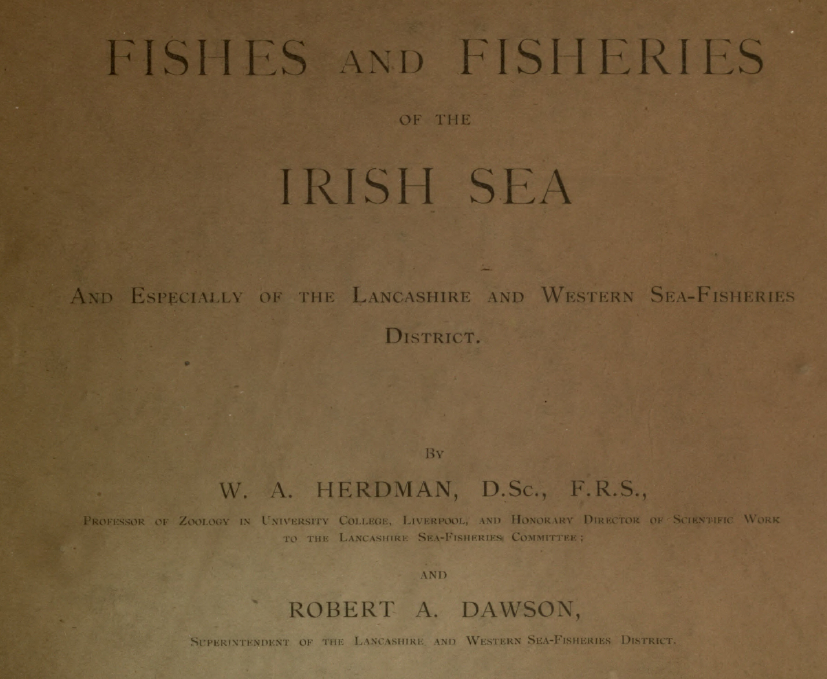 FISHES AND FISHERIES
OF THE
IRISH SEA
AND ESPECIALLY OF THE LANCASHIRE AND WESTERN SEA-FISHERIES
DISTRICT.
BY
W. A. HERDMAN, D.Sc., F.R.S.,
PROFESSOR OF ZOOLOGY IN UNIVERSITY COLLEGE, LIVERPOOL, AND HONORARY DIRECTOR OF SCIENTIFIC WORK
TO THE LANCASHIRE SEA-FISHERIES COMMITTEE;
AND
ROBERT A. DAWSON,
SUPERINTENDENT OF THE LANCASHIRE AND WESTERN SEA-FISHERIES DISTRICT.